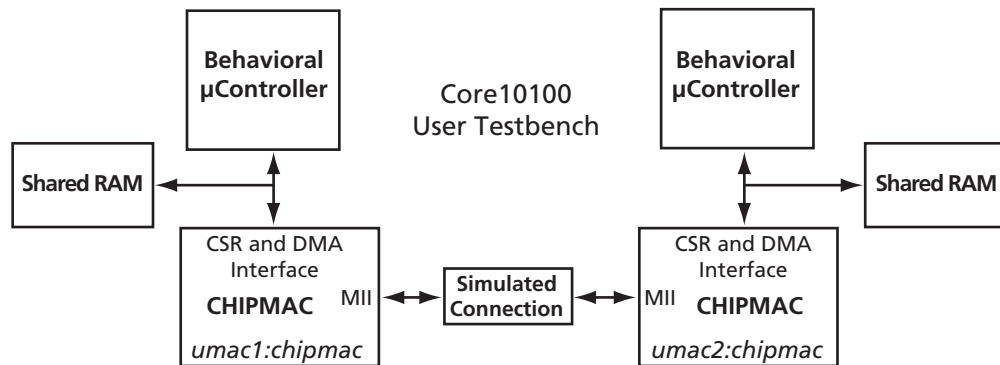 Behavioral
µController
Core10100
User Testbench
Behavioral
µController
Shared RAM
Shared RAM
CSR and DMA
Interface
MII
CHIPMAC
umac1:chipmac
Simulated
Connection
CSR and DMA
Interface
MII
CHIPMAC
umac2:chipmac